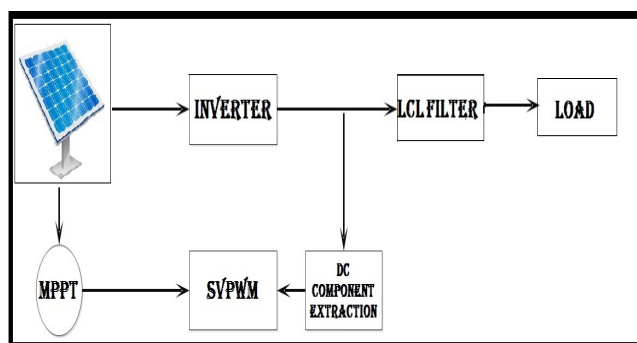 INVERTER
LCL FILTER
LOAD
MPPT
SVPWM
DC
COMPONENT
EXTRACTION